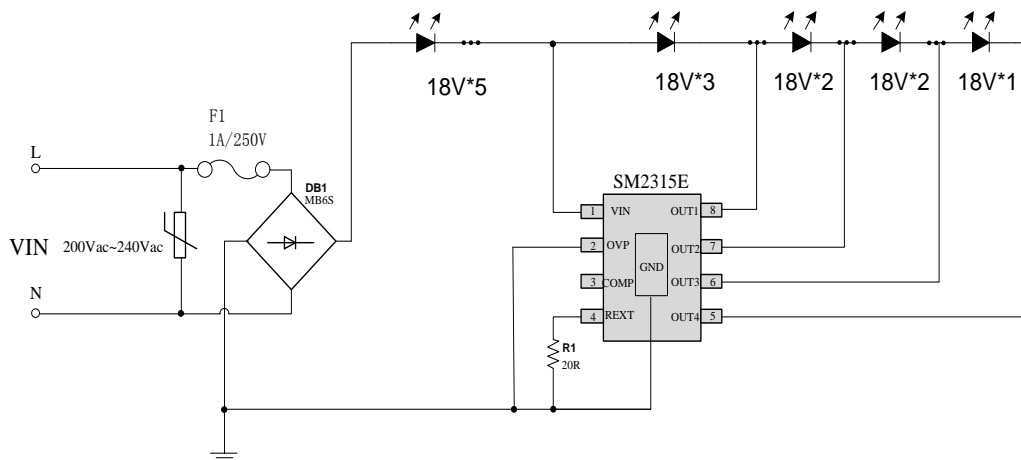 18V*5
18V*3
18V*2
18V*2
18V*1
F1
1A/250V
L
DB1
MB6S
VIN
200Vac~240Vac
N
SM2315E
1
VIN
OUT1
8
2
OVP
OUT2
7
GND
3
COMP
OUT3
6
4
REXT
OUT4
5
R1
20R